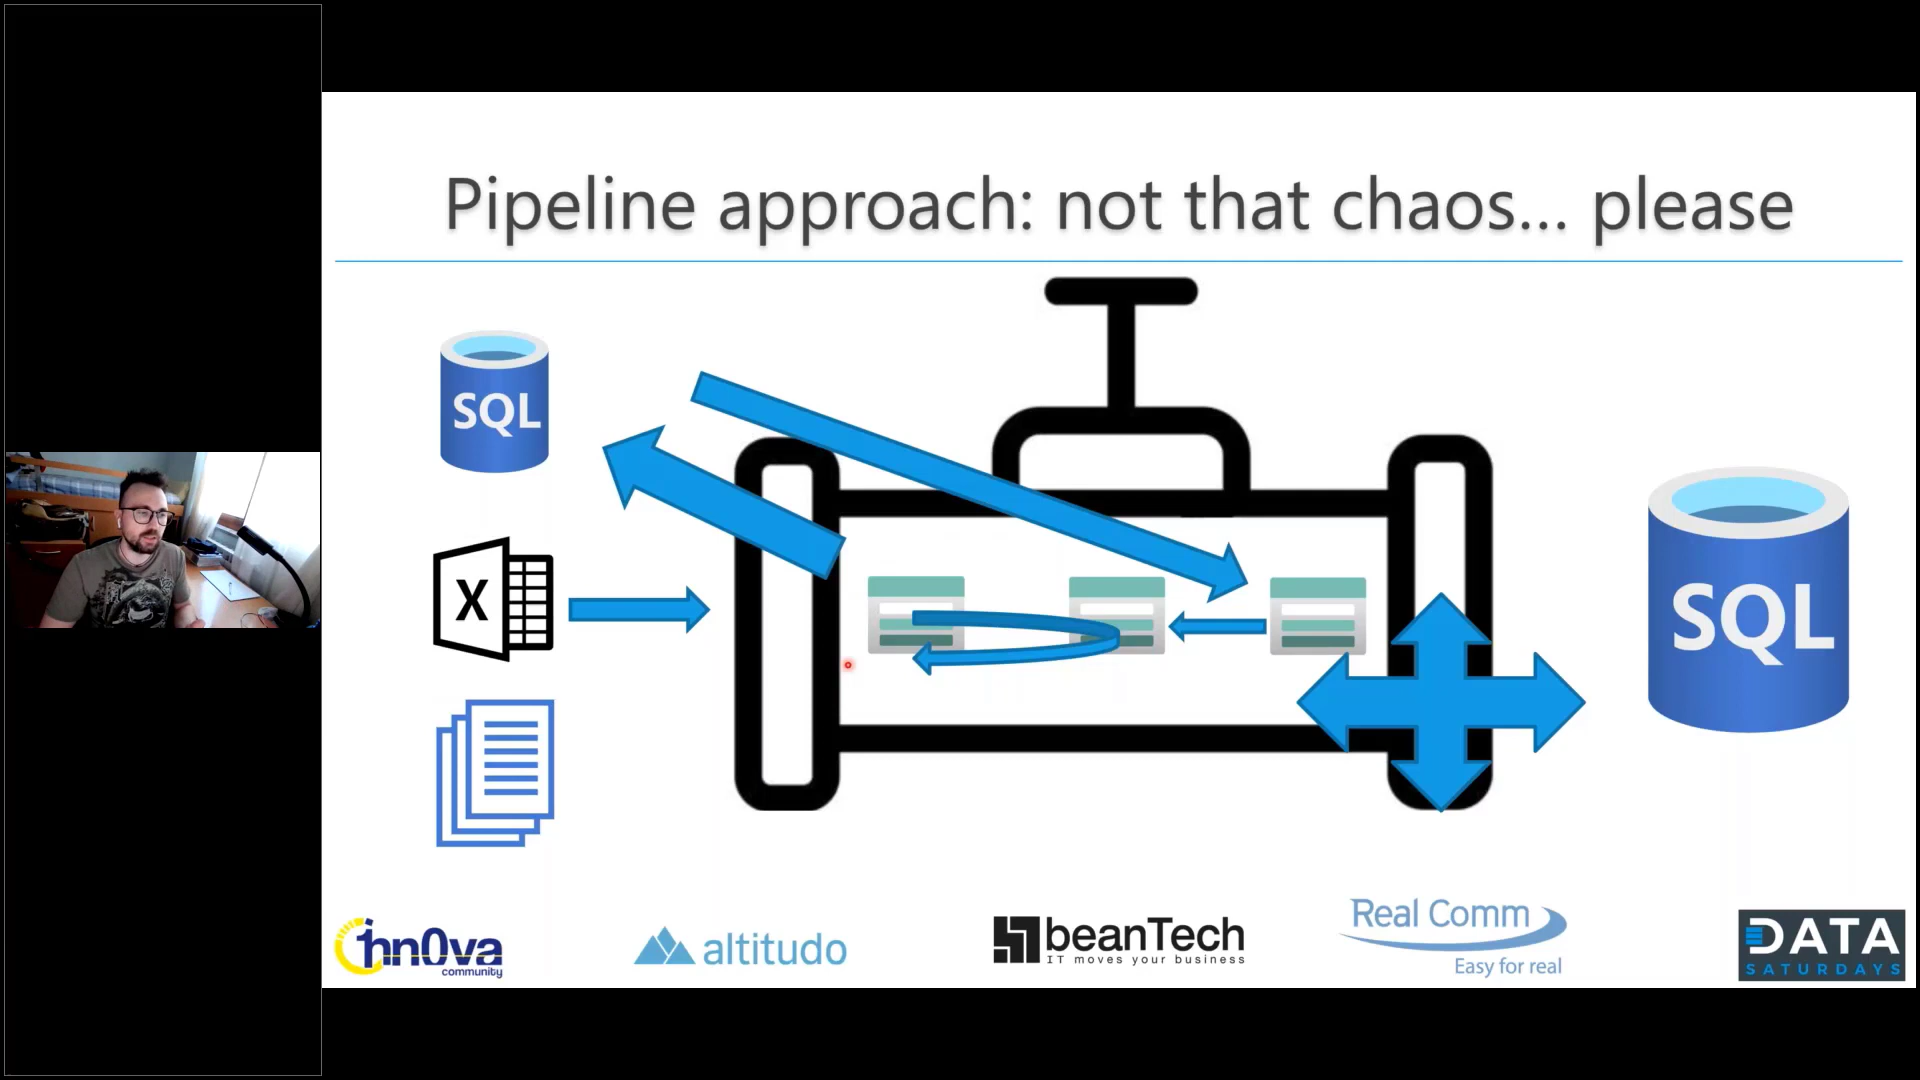 Pipeline approach: not that chaos... please
SQL
X
SQL
1nn0va
community
altitudo
beanTech
IT moves your business
Real Comm
Easy for real
DATA
SATURDAYS